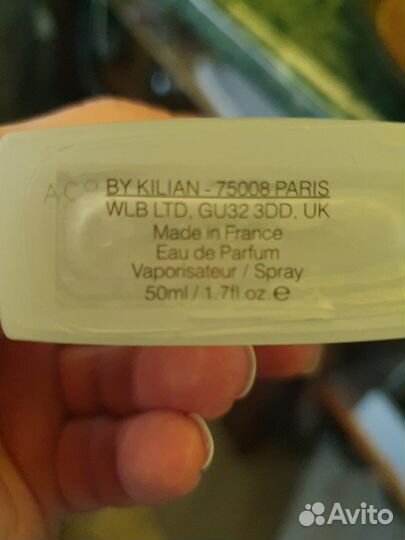 BY KILIAN - 75008 PARIS
WLB LTD, GU32 3DD, UK
Made in France
Eau de Parfum
Vaporisateur / Spray
50ml / 1.7fl.oz. e
Avito